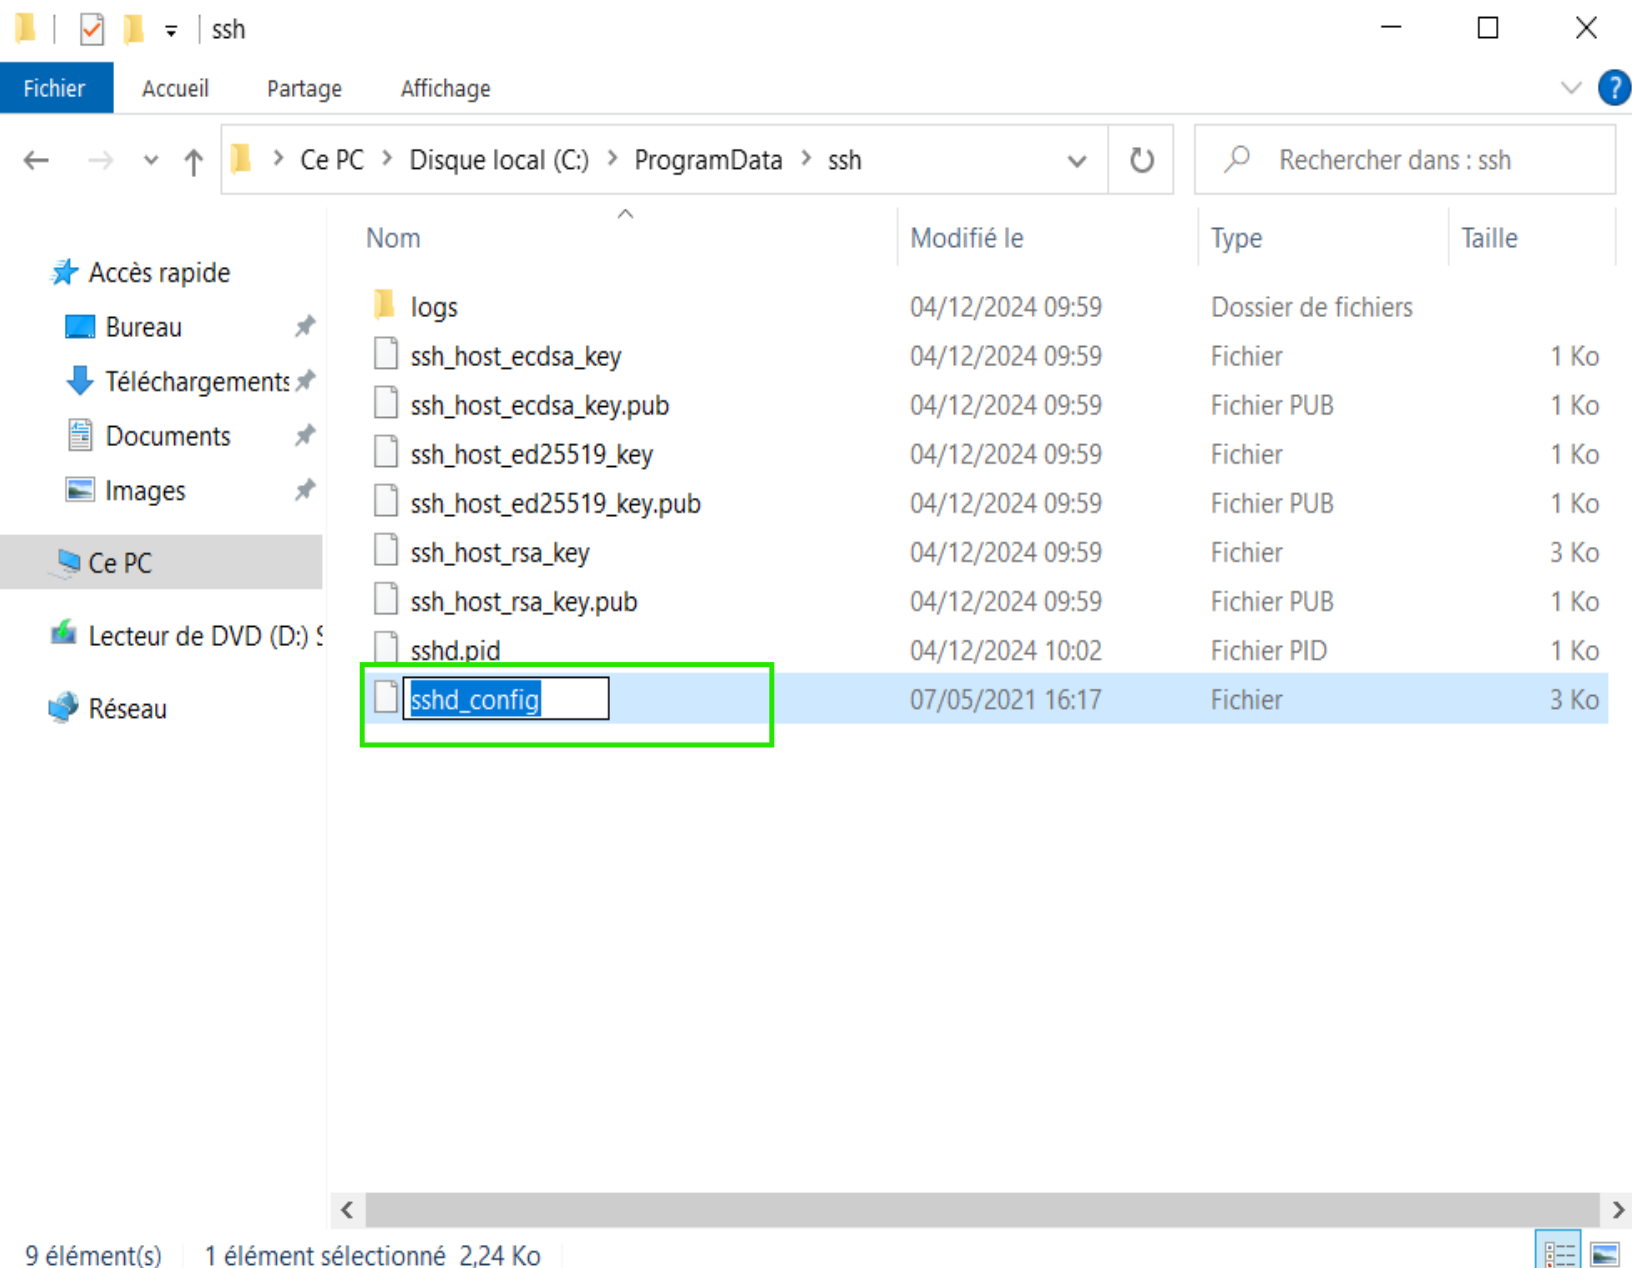 ssh
Fichier Accueil Partage Affichage ?
Ce PC Disque local (C:) ProgramData ssh Rechercher dans : ssh
Nom Modifié le Type Taille
Accès rapide
Bureau
Téléchargements
Documents
Images
Ce PC
Lecteur de DVD (D:) S
Réseau
logs 04/12/2024 09:59 Dossier de fichiers
ssh_host_ecdsa_key 04/12/2024 09:59 Fichier 1 Ko
ssh_host_ecdsa_key.pub 04/12/2024 09:59 Fichier PUB 1 Ko
ssh_host_ed25519_key 04/12/2024 09:59 Fichier 1 Ko
ssh_host_ed25519_key.pub 04/12/2024 09:59 Fichier PUB 1 Ko
ssh_host_rsa_key 04/12/2024 09:59 Fichier 3 Ko
ssh_host_rsa_key.pub 04/12/2024 09:59 Fichier PUB 1 Ko
sshd.pid 04/12/2024 10:02 Fichier PID 1 Ko
sshd_config 07/05/2021 16:17 Fichier 3 Ko
9 élément(s) 1 élément sélectionné 2,24 Ko